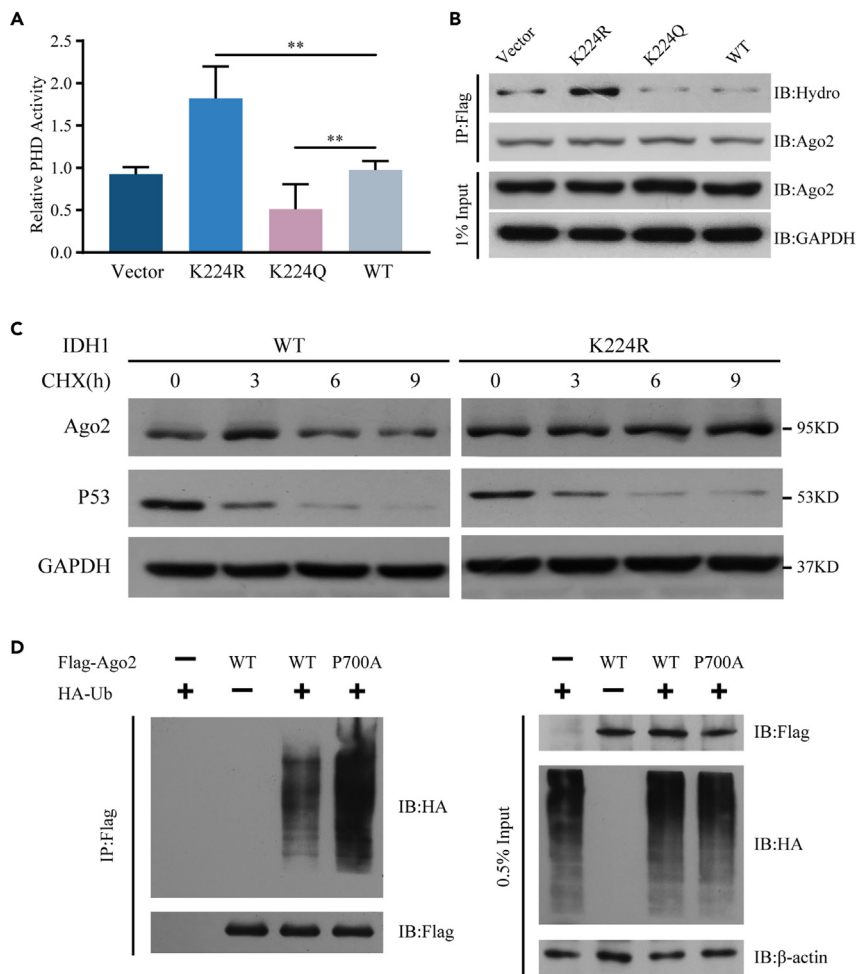 A
Relative PHD Activity
2.5
2.0
1.5
1.0
0.5
0.0
**
**
Vector K224R K224Q WT
B
Vector K224R K224Q WT
IP:Flag
IB:Hydro
IB:Ago2
1% Input
IB:Ago2
IB:GAPDH
C
IDH1 WT K224R
CHX(h) 0 3 6 9 0 3 6 9
Ago2 95KD
P53 53KD
GAPDH 37KD
D
Flag-Ago2 − WT WT P700A
HA-Ub + − + +
IP:Flag
IB:HA
IB:Flag
− WT WT P700A
+ − + +
0.5% Input
IB:Flag
IB:HA
IB:β-actin